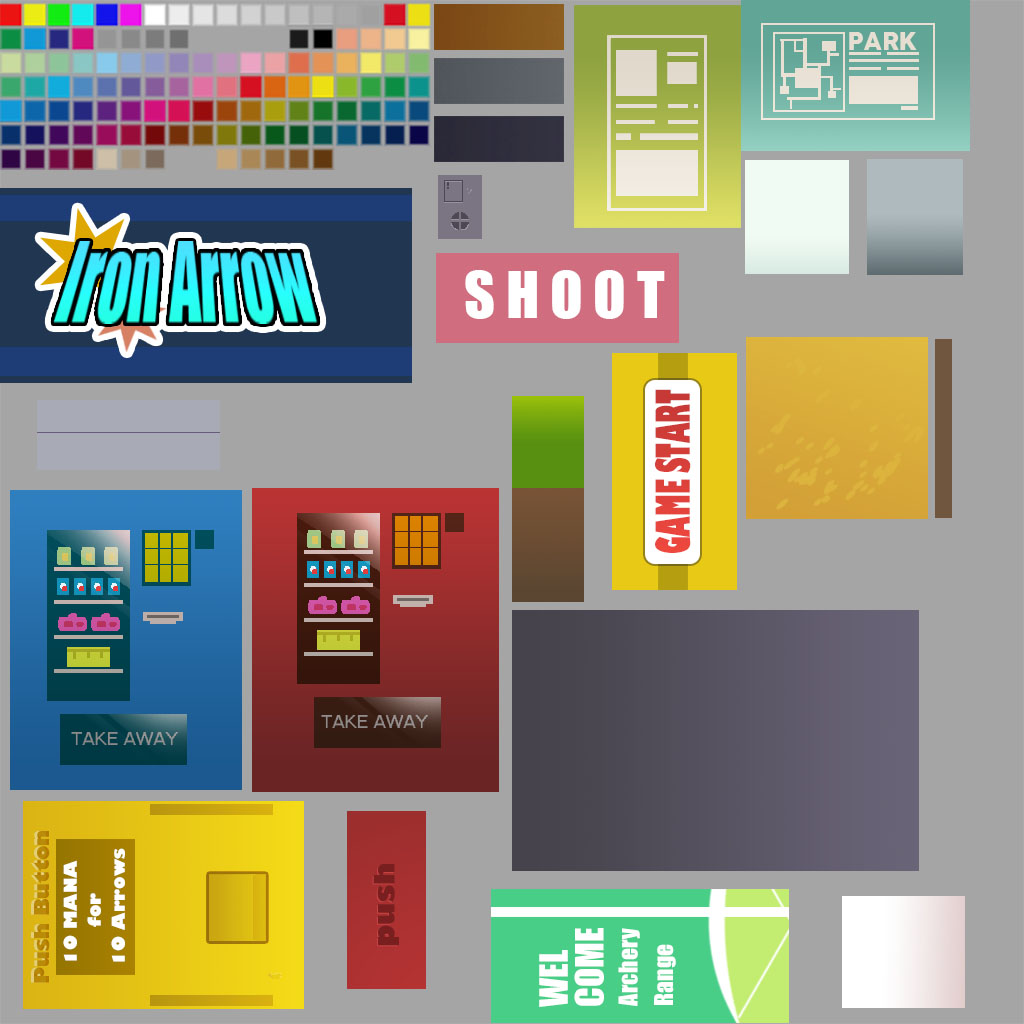 PARK
Iron Arrow
SHOOT
GAME START
TAKE AWAY
TAKE AWAY
Push Button
10 MANA
for
10 Arrows
push
WEL
COME
Archery
Range